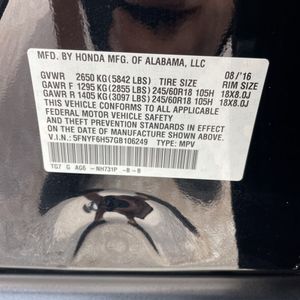 MFD. BY HONDA MFG. OF ALABAMA, LLC
08/'16
GVWR 2650 KG (5842 LBS) TIRE SIZE RIM SIZE
GAWR F 1295 KG (2855 LBS) 245/60R18 105H 18X8.0J
GAWR R 1405 KG (3097 LBS) 245/60R18 105H 18X8.0J
THIS VEHICLE CONFORMS TO ALL APPLICABLE
FEDERAL MOTOR VEHICLE SAFETY AND THEFT
PREVENTION STANDARDS IN EFFECT ON THE
DATE OF MANUFACTURE SHOWN ABOVE.
V.I.N.: 5FNYF6H57GB106249 TYPE: MPV
TG7 G AG6 -NH731P -B-B